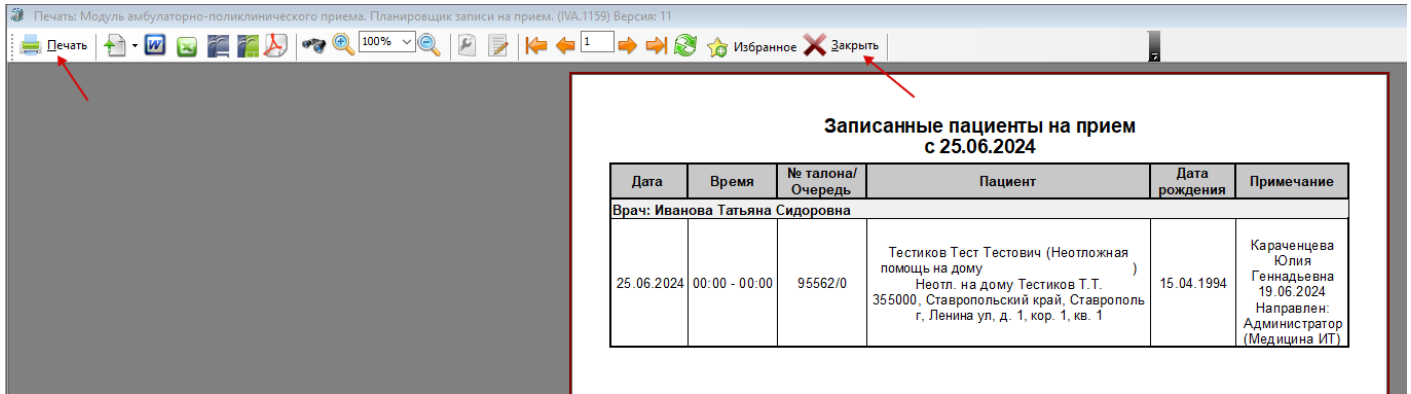 Печать: Модуль амбулаторно-поликлинического приема. Планировщик записи на прием. (IVA.1159) Версия: 11
Печать 100% 1 Избранное Закрыть
Записанные пациенты на прием
с 25.06.2024
Дата Время № талона/ Очередь Пациент Дата рождения Примечание
Врач: Иванова Татьяна Сидоровна
25.06.2024 00:00 - 00:00 95562/0
Тестиков Тест Тестович (Неотложная
помощь на дому )
Неотл. на дому Тестиков Т.Т.
355000, Ставропольский край, Ставрополь
г, Ленина ул, д. 1, кор. 1, кв. 1
15.04.1994
Караченцева
Юлия
Геннадьевна
19.06.2024
Направлен:
Администратор
(Медицина ИТ)